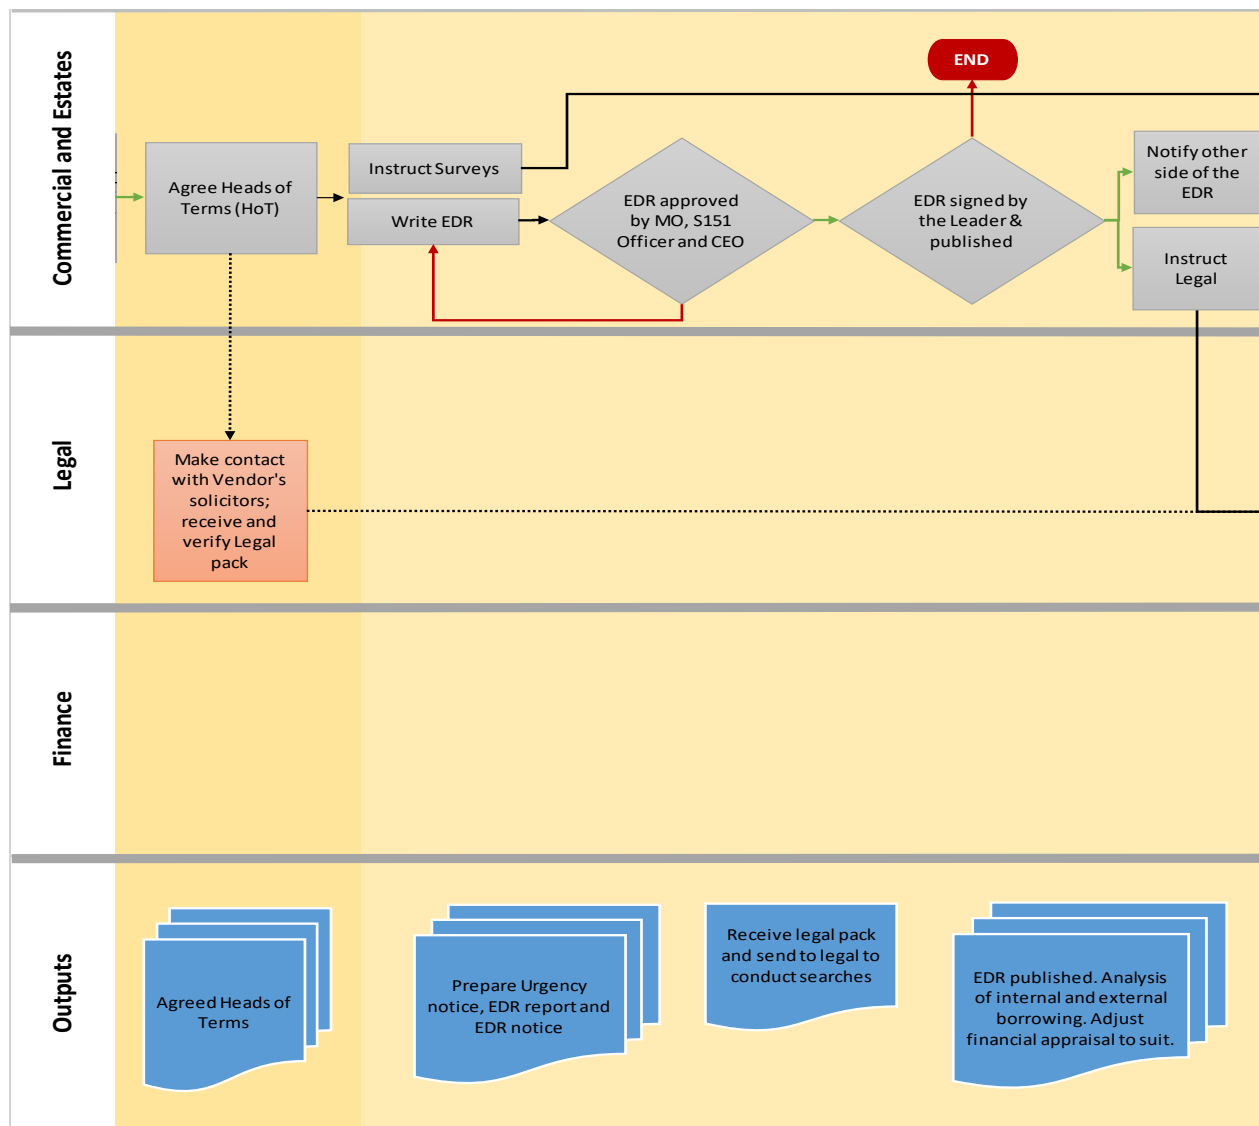 Commercial and Estates
END
Agree Heads of
Terms (HoT)
Instruct Surveys
Write EDR
EDR approved
by MO, S151
Officer and CEO
EDR signed by
the Leader &
published
Notify other
side of the
EDR
Instruct
Legal
Legal
Make contact
with Vendor's
solicitors;
receive and
verify Legal
pack
Finance
Outputs
Agreed Heads of
Terms
Prepare Urgency
notice, EDR report and
EDR notice
Receive legal pack
and send to legal to
conduct searches
EDR published. Analysis
of internal and external
borrowing. Adjust
financial appraisal to suit.